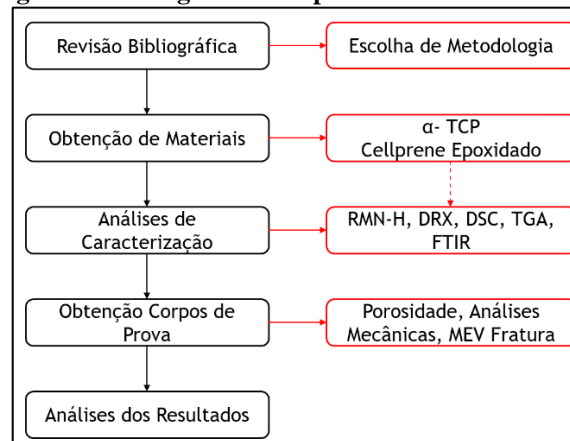 Revisão Bibliográfica
Escolha de Metodologia
Obtenção de Materiais
α- TCP
Cellprene Epoxidado
Análises de
Caracterização
RMN-H, DRX, DSC, TGA,
FTIR
Obtenção Corpos de
Prova
Porosidade, Análises
Mecânicas, MEV Fratura
Análises dos Resultados